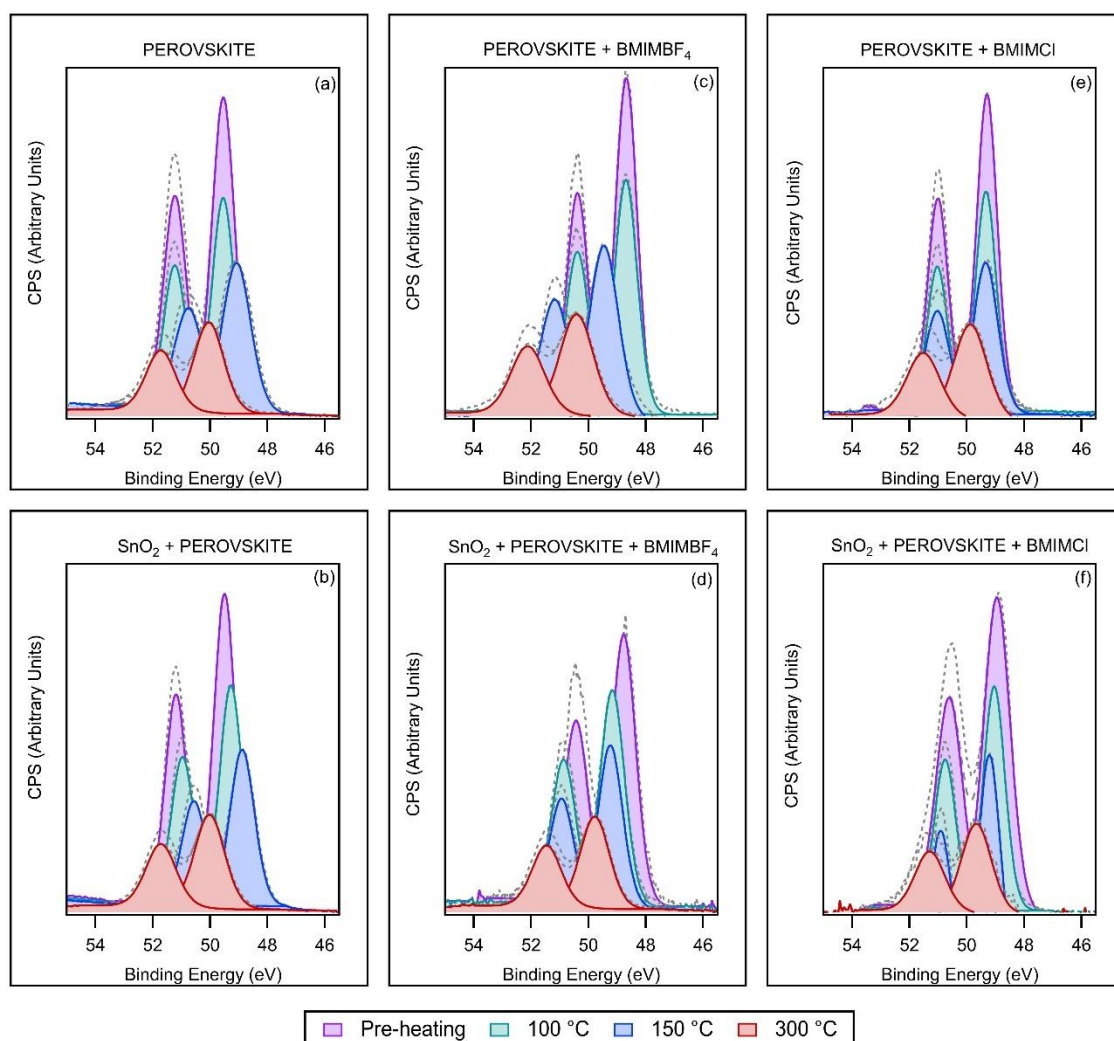 PEROVSKITE
(a)
CPS (Arbitrary Units)
54 52 50 48 46
Binding Energy (eV)
PEROVSKITE + BMIMBF₄
(c)
CPS (Arbitrary Units)
54 52 50 48 46
Binding Energy (eV)
PEROVSKITE + BMIMCl
(e)
CPS (Arbitrary Units)
54 52 50 48 46
Binding Energy (eV)
SnO₂ + PEROVSKITE
(b)
CPS (Arbitrary Units)
54 52 50 48 46
Binding Energy (eV)
SnO₂ + PEROVSKITE + BMIMBF₄
(d)
CPS (Arbitrary Units)
54 52 50 48 46
Binding Energy (eV)
SnO₂ + PEROVSKITE + BMIMCl
(f)
CPS (Arbitrary Units)
54 52 50 48 46
Binding Energy (eV)
Pre-heating 100 °C 150 °C 300 °C